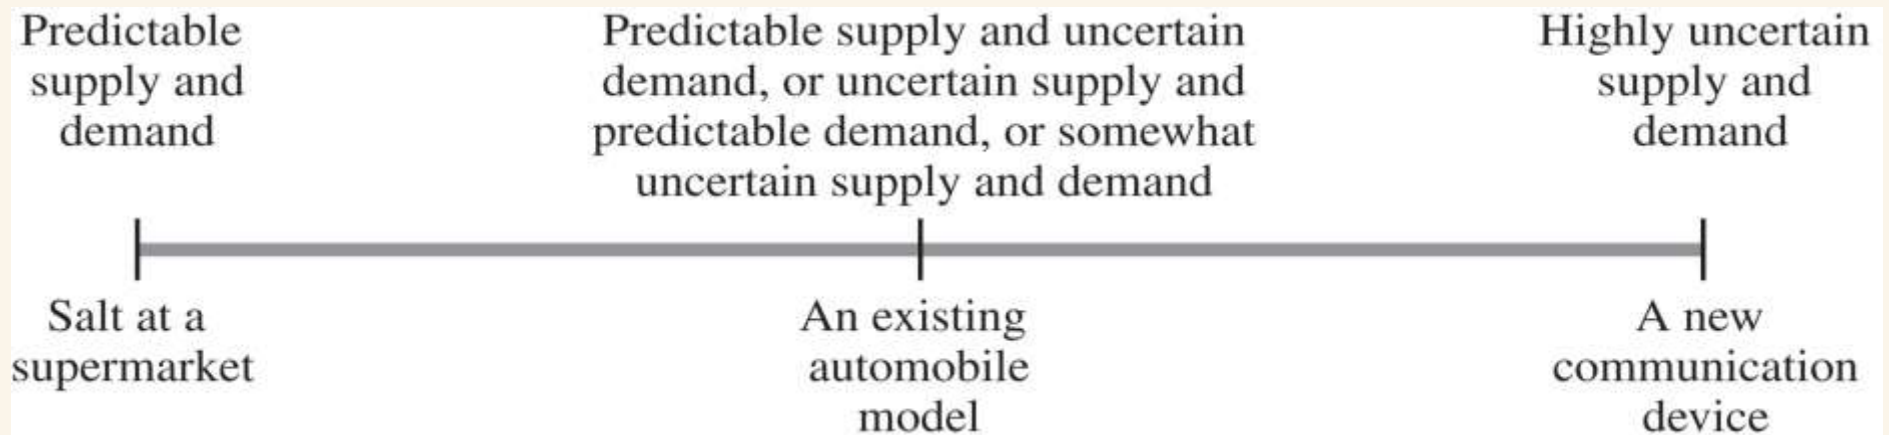 Predictable
supply and
demand
Predictable supply and uncertain
demand, or uncertain supply and
predictable demand, or somewhat
uncertain supply and demand
Highly uncertain
supply and
demand
Salt at a
supermarket
An existing
automobile
model
A new
communication
device